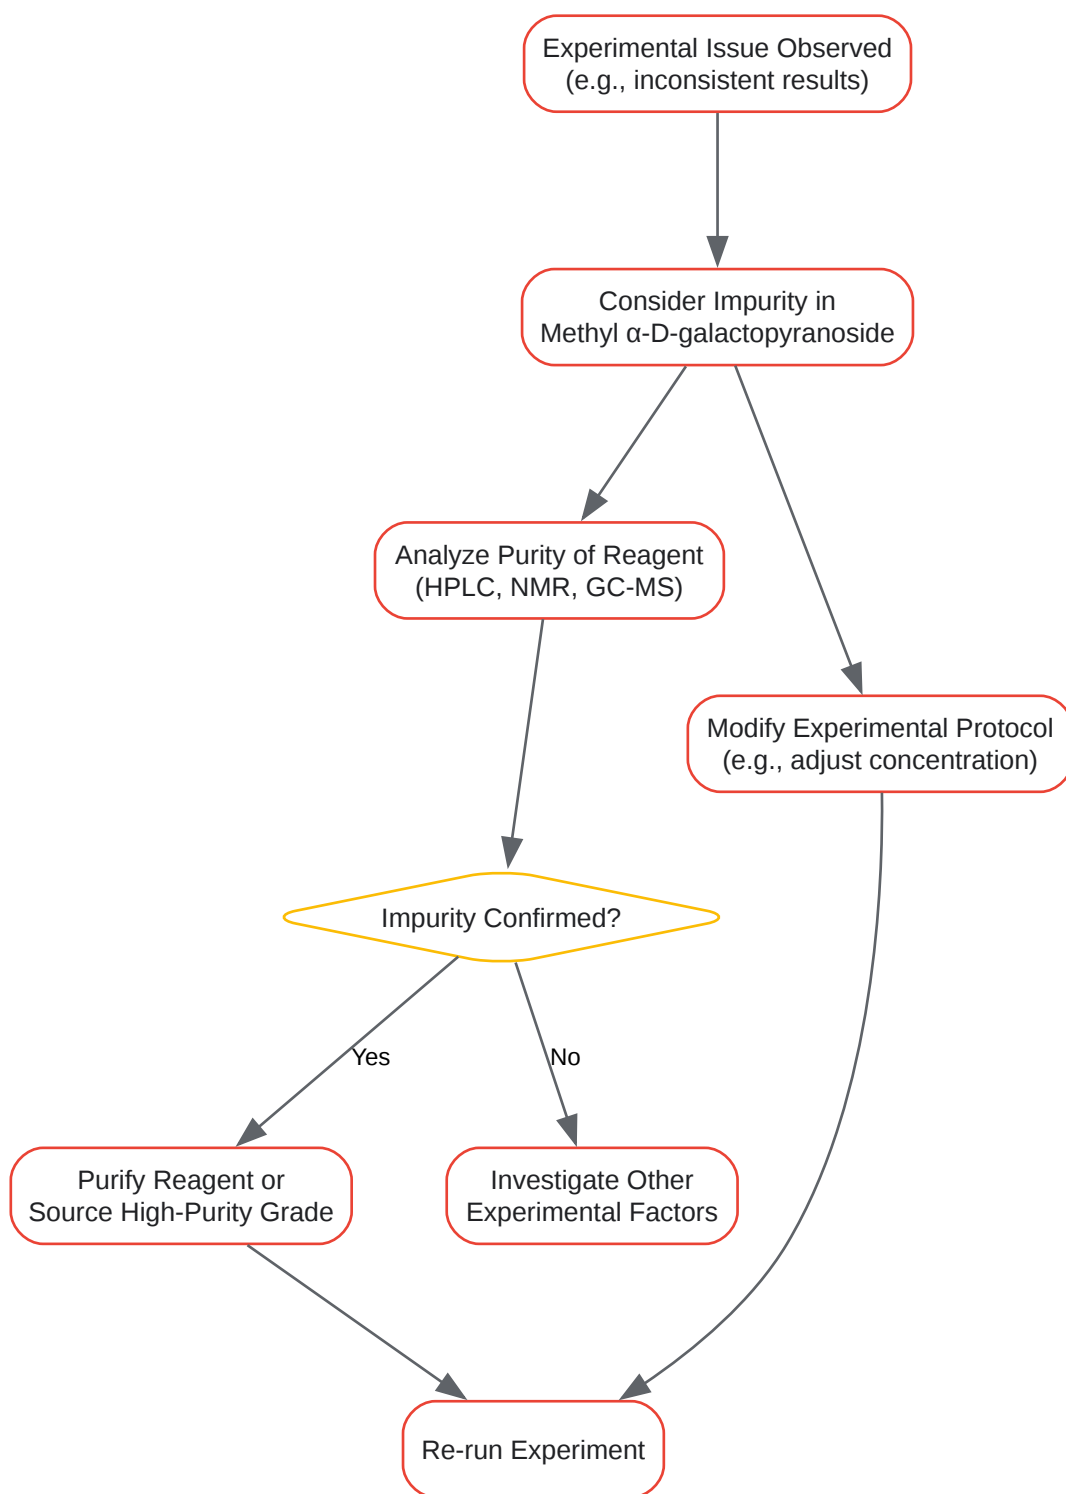 Experimental Issue Observed
(e.g., inconsistent results)
Consider Impurity in
Methyl α-D-galactopyranoside
Analyze Purity of Reagent
(HPLC, NMR, GC-MS)
Modify Experimental Protocol
(e.g., adjust concentration)
Impurity Confirmed?
Yes
No
Purify Reagent or
Source High-Purity Grade
Investigate Other
Experimental Factors
Re-run Experiment